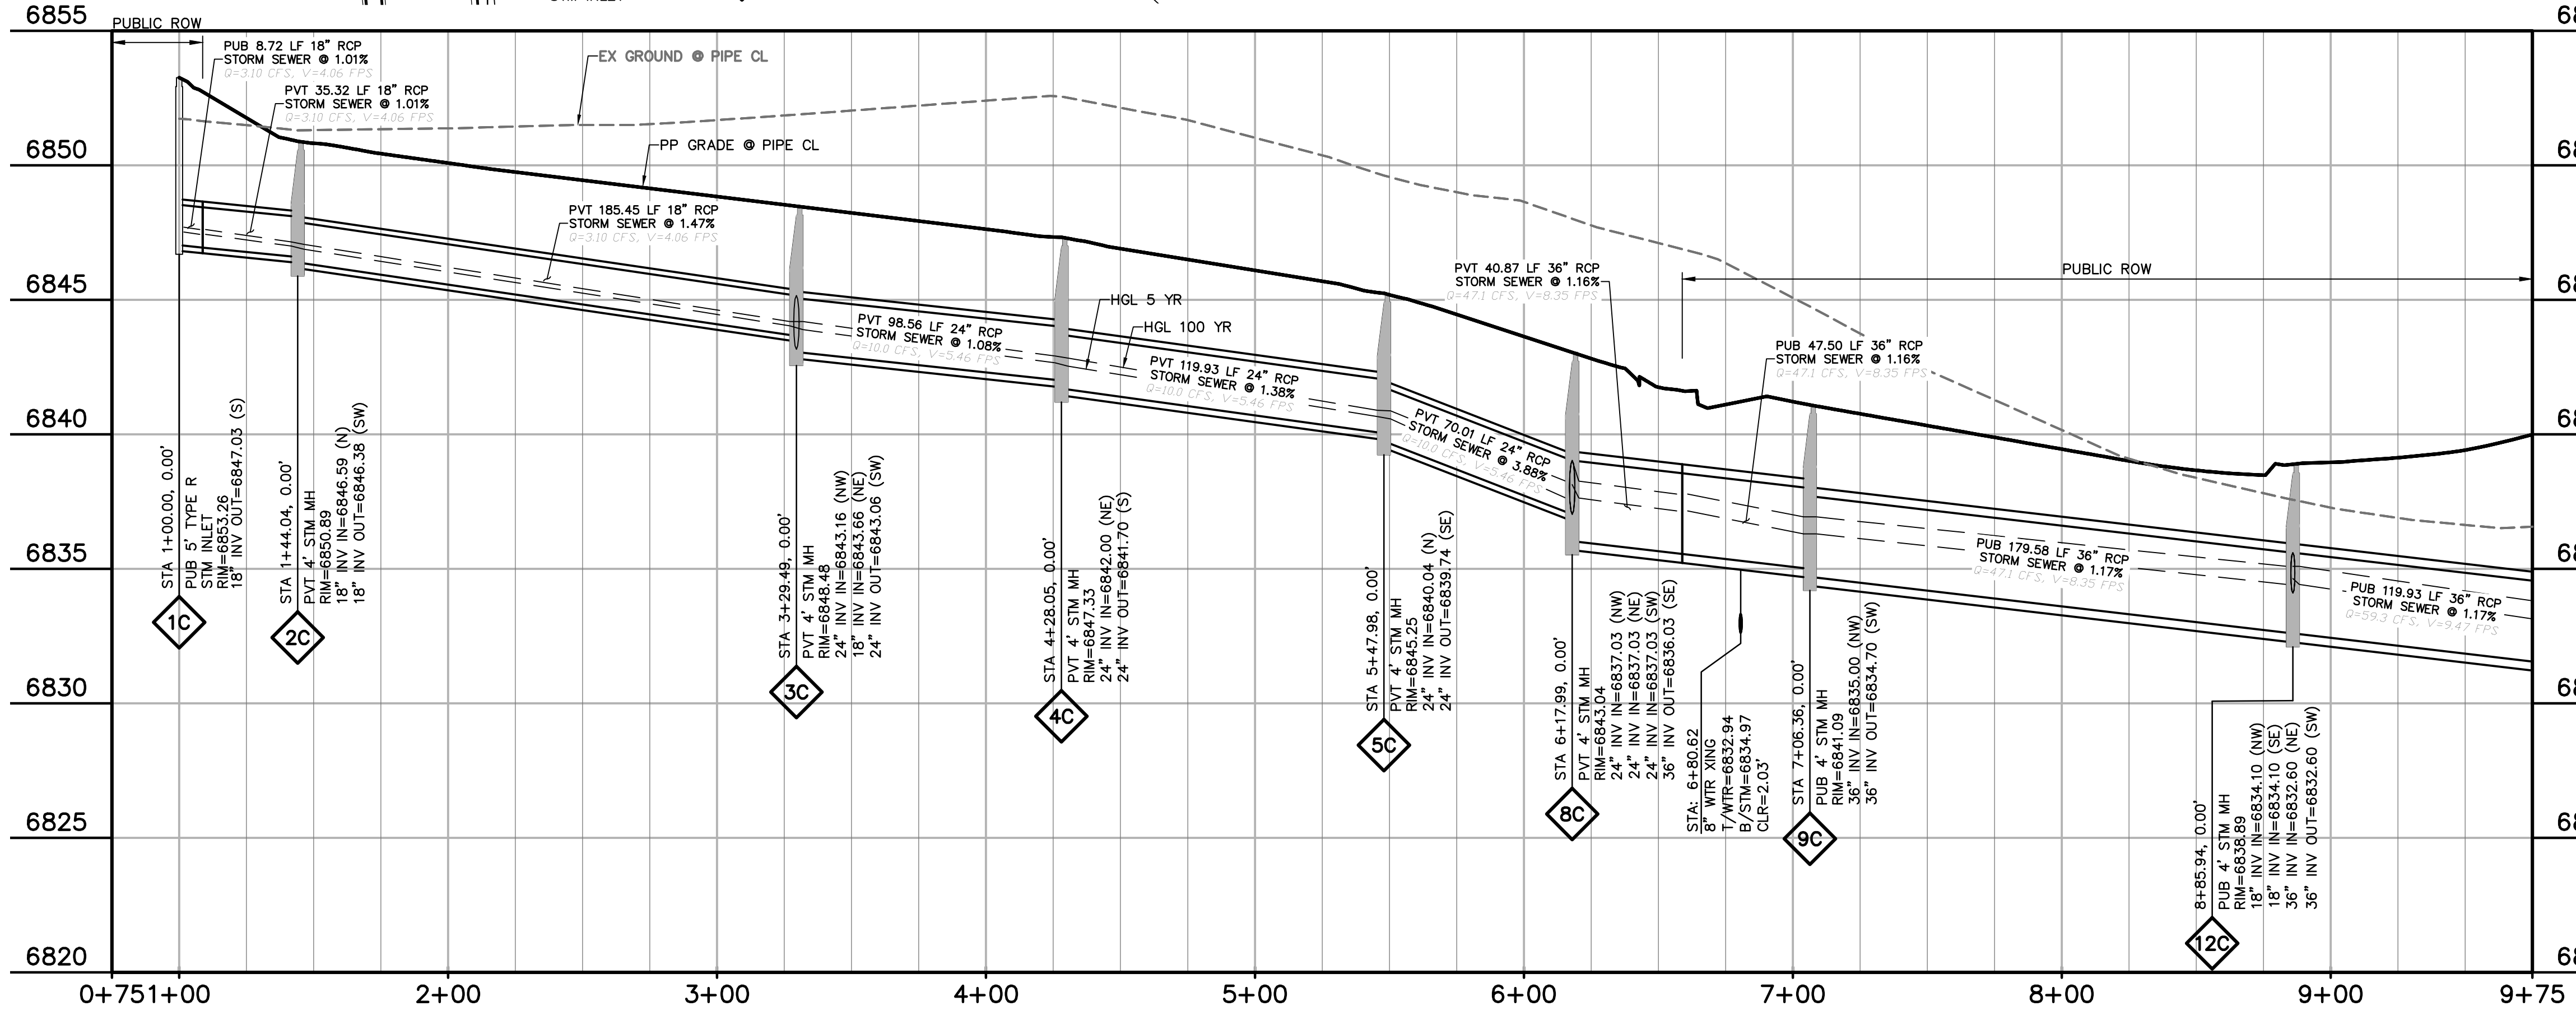 6855
PUBLIC ROW
PUB 8.72 LF 18" RCP
STORM SEWER @ 1.01%
Q=3.10 CFS, V=4.06 FPS
PVT 35.32 LF 18" RCP
STORM SEWER @ 1.01%
Q=3.10 CFS, V=4.06 FPS
EX GROUND @ PIPE CL
PP GRADE @ PIPE CL
6850
PVT 185.45 LF 18" RCP
STORM SEWER @ 1.47%
Q=3.10 CFS, V=4.06 FPS
6845
PVT 98.56 LF 24" RCP
STORM SEWER @ 1.08%
Q=10.0 CFS, V=5.46 FPS
HGL 5 YR
HGL 100 YR
PVT 119.93 LF 24" RCP
STORM SEWER @ 1.38%
Q=10.0 CFS, V=5.46 FPS
PVT 70.01 LF 24" RCP
STORM SEWER @ 3.88%
Q=10.0 CFS, V=5.46 FPS
PVT 40.87 LF 36" RCP
STORM SEWER @ 1.16%
Q=47.1 CFS, V=8.35 FPS
PUBLIC ROW
PUB 47.50 LF 36" RCP
STORM SEWER @ 1.16%
Q=47.1 CFS, V=8.35 FPS
PUB 179.58 LF 36" RCP
STORM SEWER @ 1.17%
Q=47.1 CFS, V=8.35 FPS
PUB 119.93 LF 36" RCP
STORM SEWER @ 1.17%
Q=59.3 CFS, V=9.47 FPS
6840
6835
6830
6825
6820
STA 1+00.00, 0.00'
PUB 5' TYPE R
STM INLET
RIM=6853.26
18" INV OUT=6847.03 (S)
1C
STA 1+44.04, 0.00'
PVT 4' STM MH
RIM=6850.89
18" INV IN=6846.59 (N)
18" INV OUT=6846.38 (SW)
2C
STA 3+29.49, 0.00'
PVT 4' STM MH
RIM=6848.48
24" INV IN=6843.16 (NW)
18" INV IN=6843.66 (NE)
24" INV OUT=6843.06 (SW)
3C
STA 4+28.05, 0.00'
PVT 4' STM MH
RIM=6847.33
24" INV IN=6842.00 (NE)
24" INV OUT=6841.70 (S)
4C
STA 5+47.98, 0.00'
PVT 4' STM MH
RIM=6845.25
24" INV IN=6840.04 (N)
24" INV OUT=6839.74 (SE)
5C
STA 6+17.99, 0.00'
PVT 4' STM MH
RIM=6843.04
24" INV IN=6837.03 (NW)
24" INV IN=6837.03 (NE)
24" INV IN=6837.03 (SW)
36" INV OUT=6836.03 (SE)
8C
STA: 6+80.62
8" WTR XING
T/WTR=6832.94
B/STM=6834.97
CLR=2.03'
STA 7+06.36, 0.00'
PUB 4' STM MH
RIM=6841.09
36" INV IN=6835.00 (NW)
36" INV OUT=6834.70 (SW)
9C
8+85.94, 0.00'
PUB 4' STM MH
RIM=6838.89
18" INV IN=6834.10 (NW)
18" INV IN=6834.10 (SE)
36" INV IN=6832.60 (NE)
36" INV OUT=6832.60 (SW)
12C
0+75
1+00
2+00
3+00
4+00
5+00
6+00
7+00
8+00
9+00
9+75